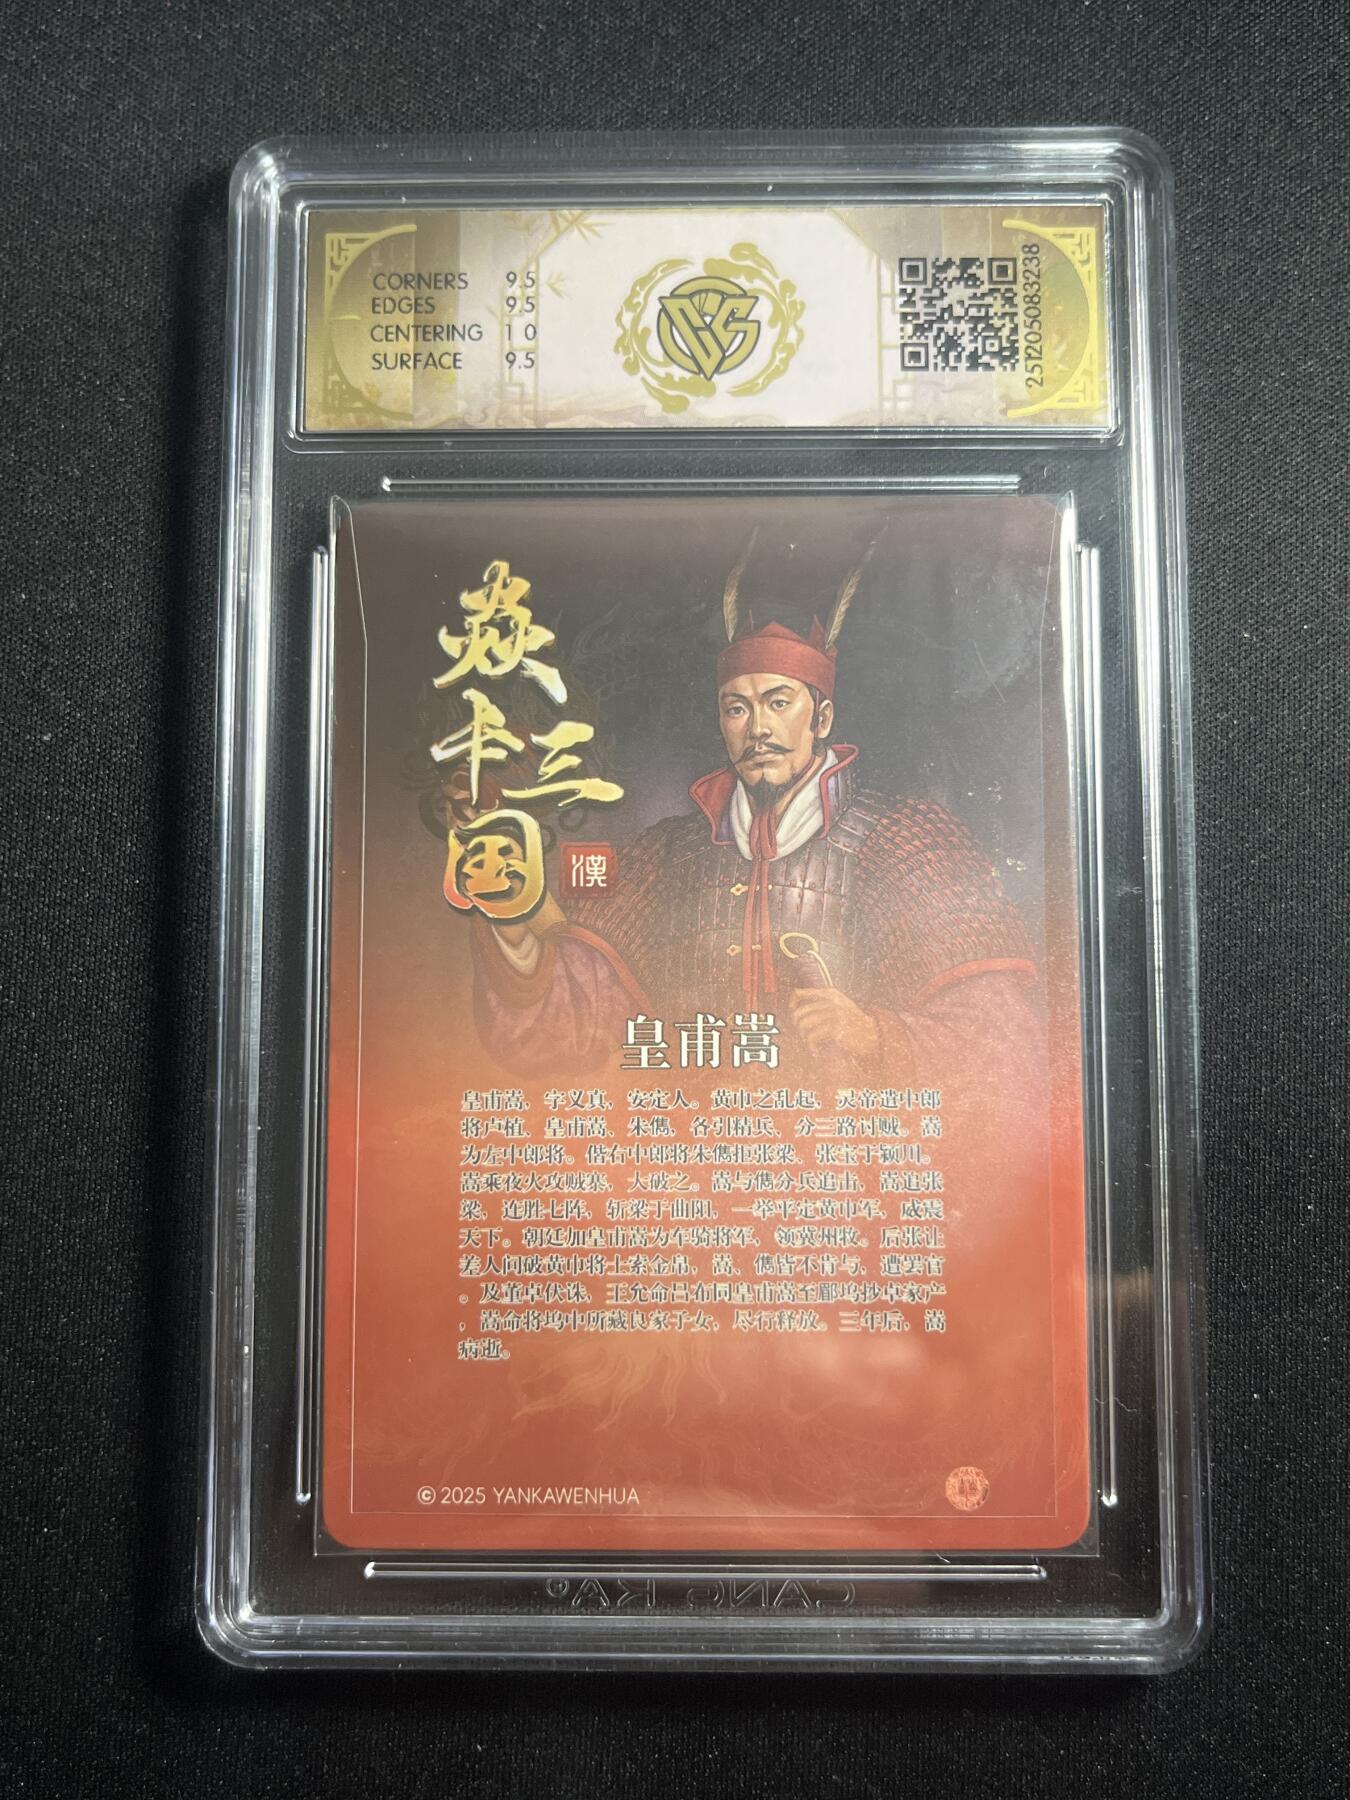 CORNERS 9.5
EDGES 9.5
CENTERING 10
SURFACE 9.5
CCS
2512205083238
焱卡三国
漢
皇甫嵩
皇甫嵩，字义真，安定人。黄巾之乱起，灵帝遣中郎
将卢植、皇甫嵩、朱儁，各引精兵、分三路讨贼。嵩
为左中郎将。偕右中郎将朱儁拒张梁、张宝于颍川。
嵩乘夜火攻贼寨，大破之。嵩与儁分兵追击，嵩追张
梁，连胜七阵，斩梁于曲阳，一举平定黄巾军，威震
天下。朝廷加皇甫嵩为车骑将军，领冀州牧。后张让
差人问破黄巾将士索金帛，嵩、儁皆不肯与，遭罢官
。及董卓伏诛，王允命吕布同皇甫嵩至郿坞抄卓家产
，嵩命将坞中所藏良家子女，尽行释放。三年后，嵩
病逝。
© 2025 YANKAWENHUA
CANG KA